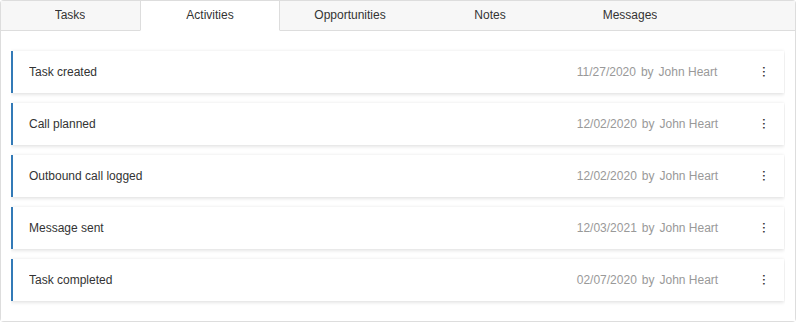 Tasks Activities Opportunities Notes Messages
Task created 11/27/2020 by John Heart
Call planned 12/02/2020 by John Heart
Outbound call logged 12/02/2020 by John Heart
Message sent 12/03/2021 by John Heart
Task completed 02/07/2020 by John Heart